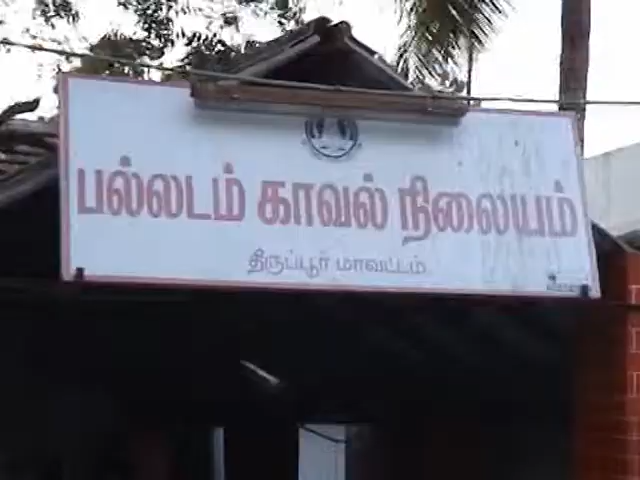 பல்லடம் காவல் நிலையம்
திருப்பூர் மாவட்டம்